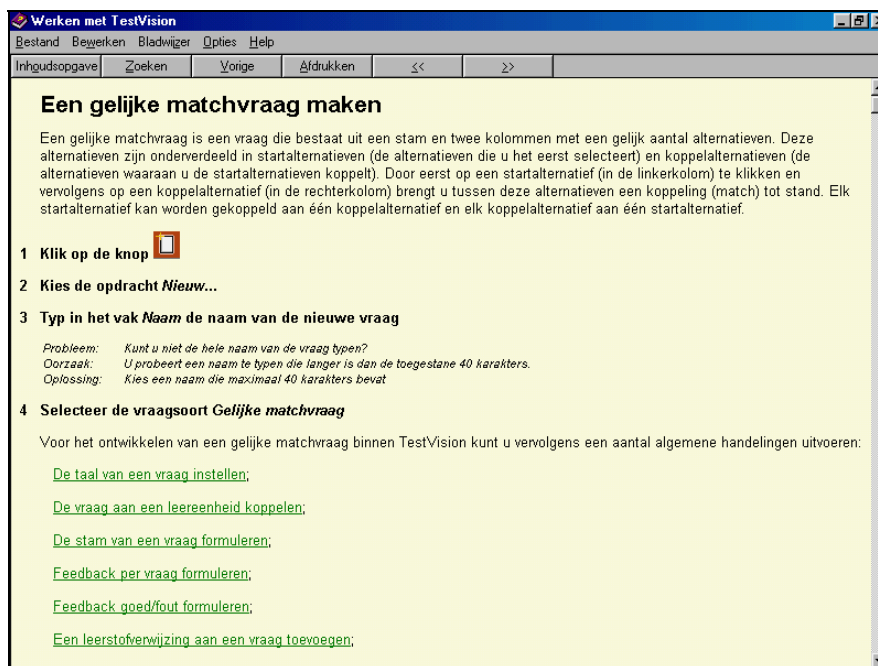 Werken met TestVision
Bestand Bewerken Bladwijzer Opties Help
Inhoudsopgave Zoeken Vorige Afdrukken << >>
Een gelijke matchvraag maken
Een gelijke matchvraag is een vraag die bestaat uit een stam en twee kolommen met een gelijk aantal alternatieven. Deze
alternatieven zijn onderverdeeld in startalternatieven (de alternatieven die u het eerst selecteert) en koppelalternatieven (de
alternatieven waaraan u de startalternatieven koppelt). Door eerst op een startalternatief (in de linkerkolom) te klikken en
vervolgens op een koppelalternatief (in de rechterkolom) brengt u tussen deze alternatieven een koppeling (match) tot stand. Elk
startalternatief kan worden gekoppeld aan één koppelalternatief en elk koppelalternatief aan één startalternatief.
1 Klik op de knop
2 Kies de opdracht Nieuw...
3 Typ in het vak Naam de naam van de nieuwe vraag
Probleem: Kunt u niet de hele naam van de vraag typen?
Oorzaak: U probeert een naam te typen die langer is dan de toegestane 40 karakters.
Oplossing: Kies een naam die maximaal 40 karakters bevat
4 Selecteer de vraagsoort Gelijke matchvraag
Voor het ontwikkelen van een gelijke matchvraag binnen TestVision kunt u vervolgens een aantal algemene handelingen uitvoeren:
De taal van een vraag instellen;
De vraag aan een leereenheid koppelen;
De stam van een vraag formuleren;
Feedback per vraag formuleren;
Feedback goed/fout formuleren;
Een leerstofverwijzing aan een vraag toevoegen;